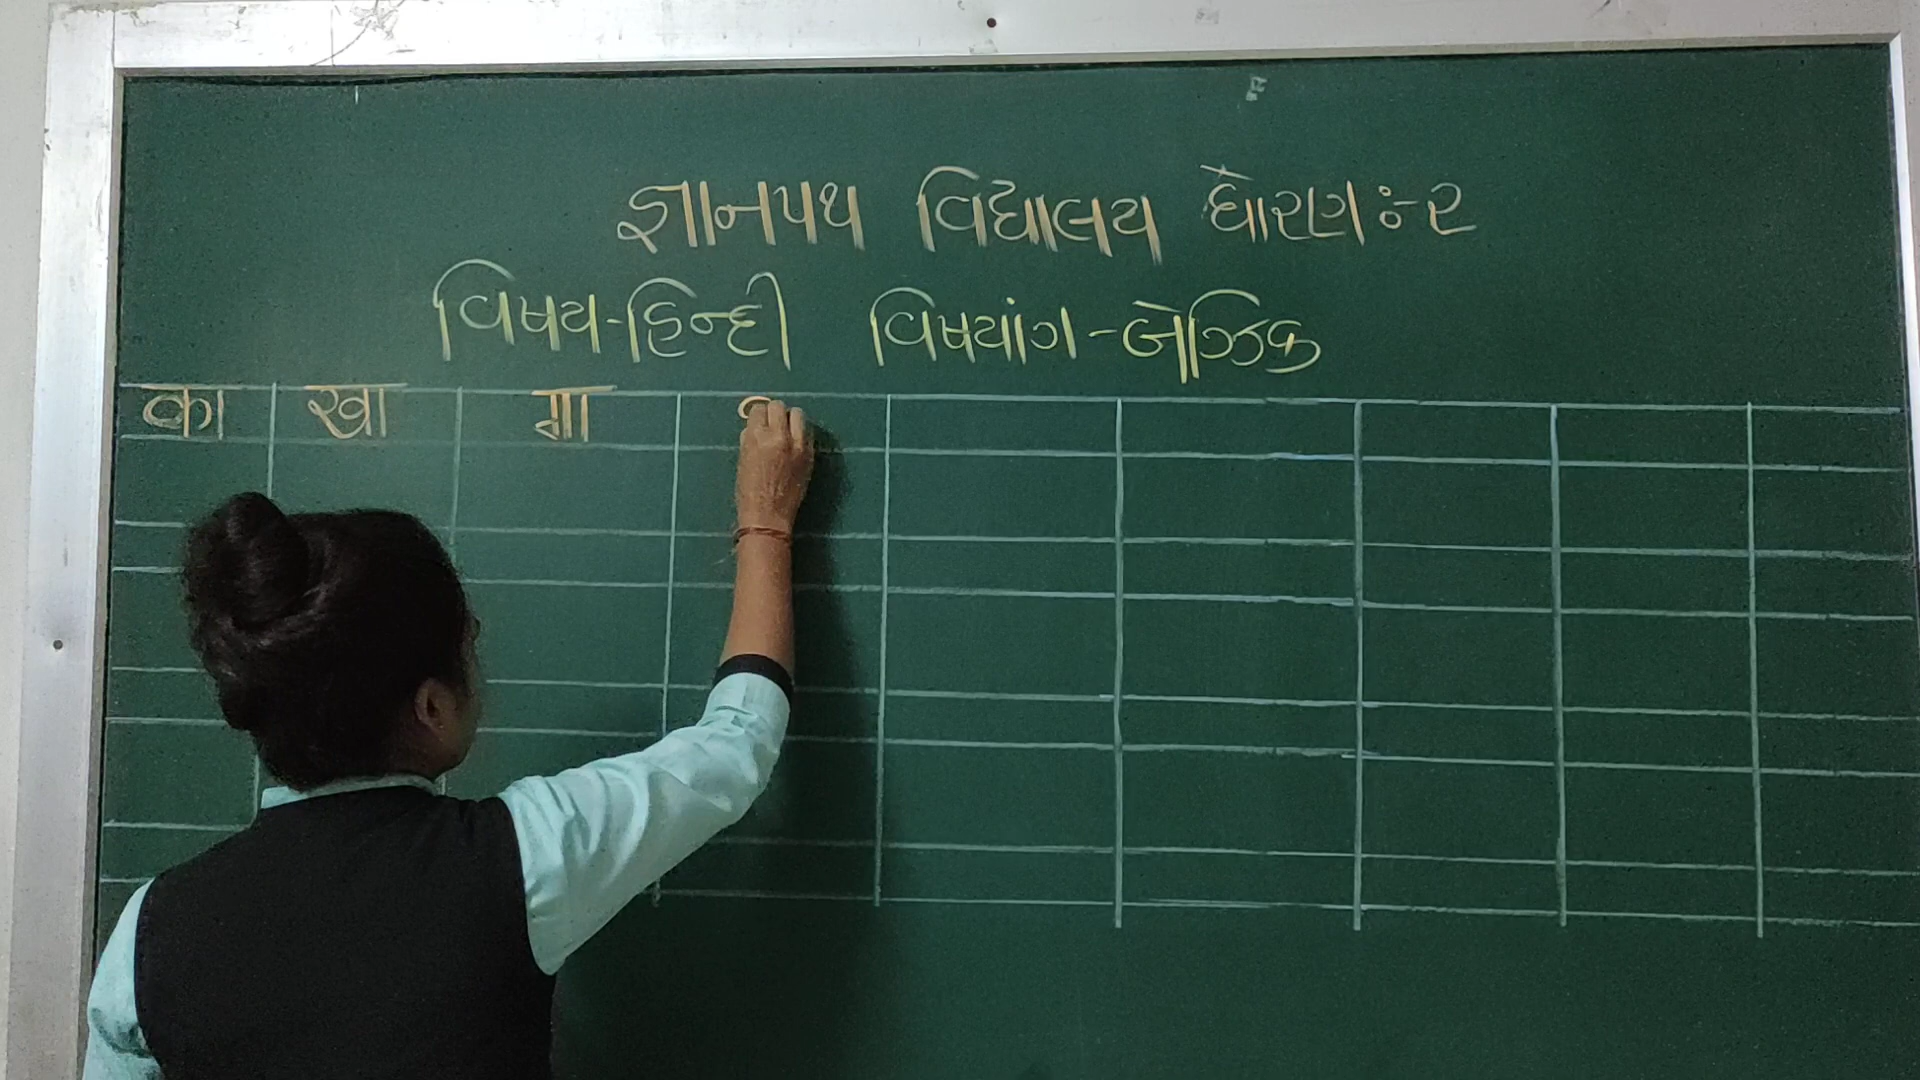 જ્ઞાનપથ વિદ્યાલય ધોરણ :- ૨
વિષય-હિન્દી વિષયાંગ-બેઝિક
का खा गा